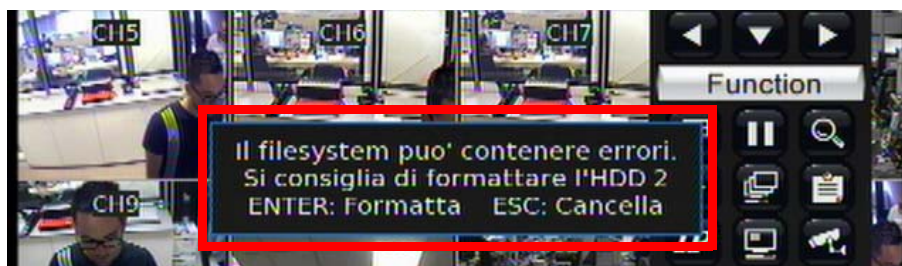 CH5
CH6
CH7
Function
Il filesystem puo' contenere errori.
Si consiglia di formattare l'HDD 2
ENTER: Formatta ESC: Cancella
CH9